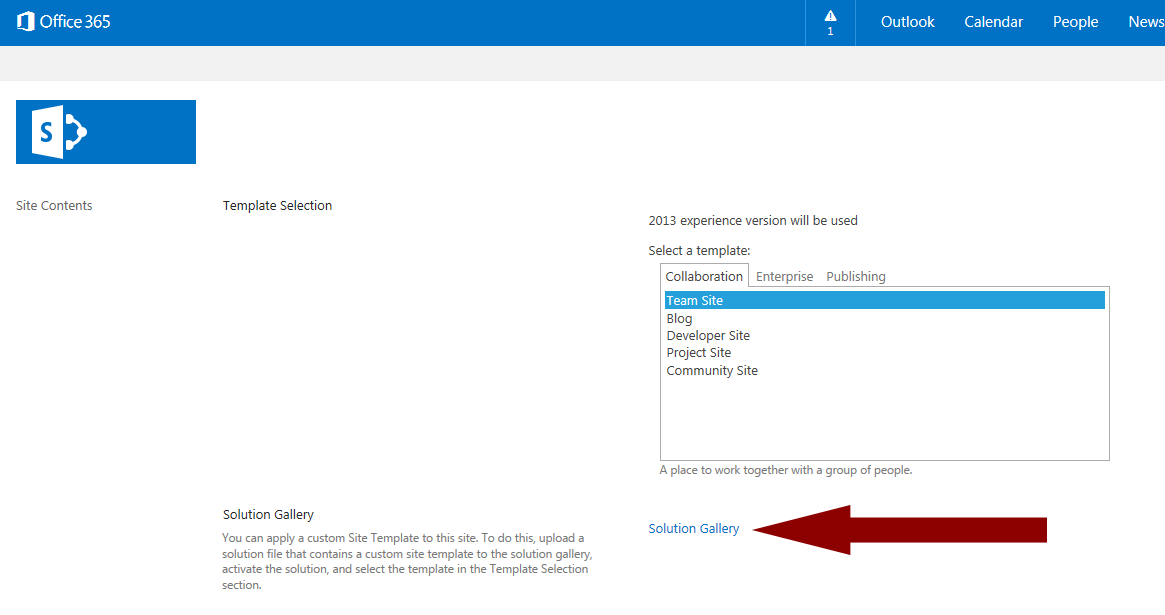 Office 365
1
Outlook
Calendar
People
News
S
Site Contents
Template Selection
2013 experience version will be used
Select a template:
Collaboration
Enterprise
Publishing
Team Site
Blog
Developer Site
Project Site
Community Site
A place to work together with a group of people.
Solution Gallery
You can apply a custom Site Template to this site. To do this, upload a
solution file that contains a custom site template to the solution gallery,
activate the solution, and select the template in the Template Selection
section.
Solution Gallery